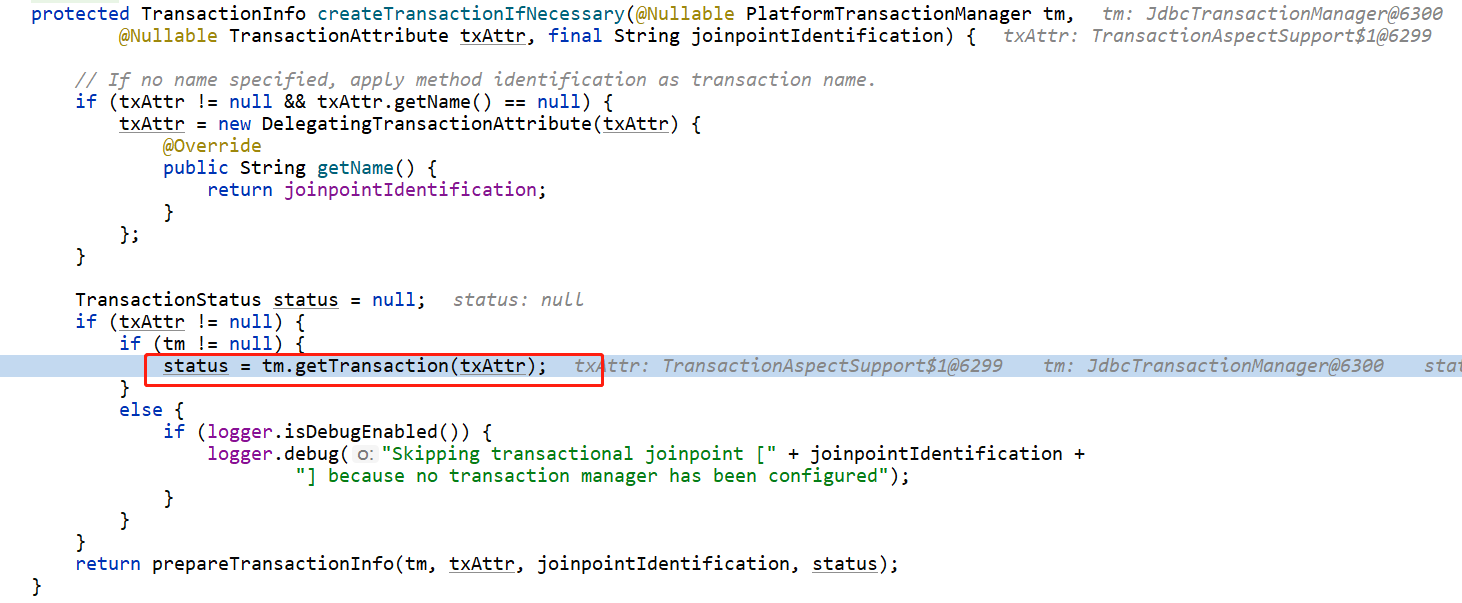 protected TransactionInfo createTransactionIfNecessary(@Nullable PlatformTransactionManager tm,   tm: JdbcTransactionManager@6300
        @Nullable TransactionAttribute txAttr, final String joinpointIdentification) {   txAttr: TransactionAspectSupport$1@6299
    // If no name specified, apply method identification as transaction name.
    if (txAttr != null && txAttr.getName() == null) {
        txAttr = new DelegatingTransactionAttribute(txAttr) {
            @Override
            public String getName() {
                return joinpointIdentification;
            }
        };
    }
    TransactionStatus status = null;   status: null
    if (txAttr != null) {
        if (tm != null) {
            status = tm.getTransaction(txAttr);   txAttr: TransactionAspectSupport$1@6299   tm: JdbcTransactionManager@6300
        }
        else {
            if (logger.isDebugEnabled()) {
                logger.debug( o: "Skipping transactional joinpoint [" + joinpointIdentification +
                        "] because no transaction manager has been configured");
            }
        }
    }
    return prepareTransactionInfo(tm, txAttr, joinpointIdentification, status);
}